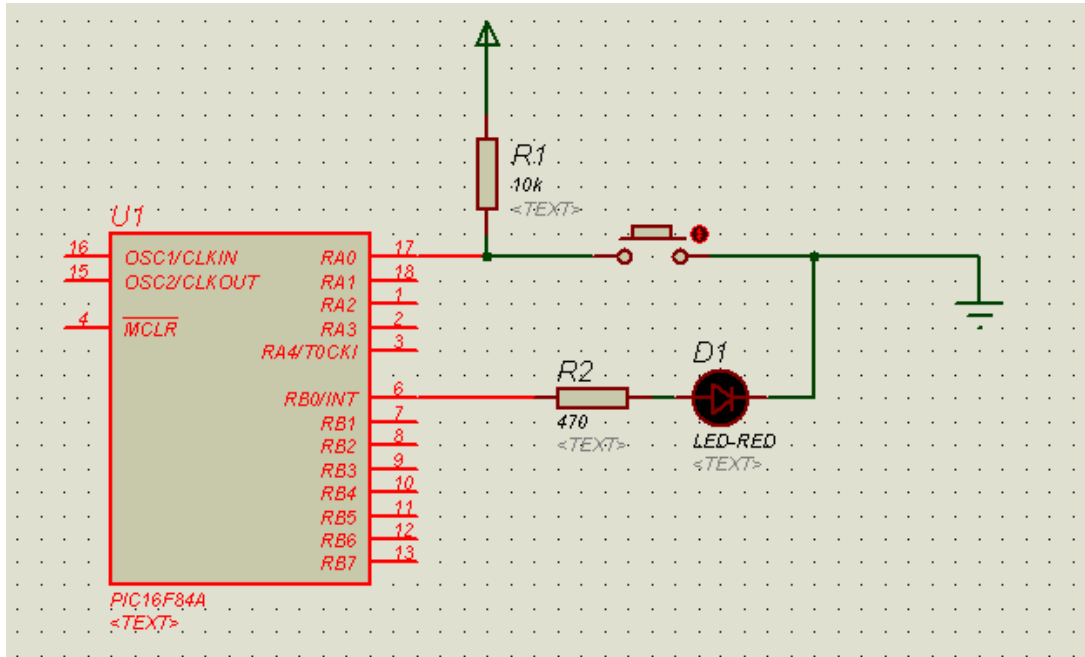 R1
10k
<TEXT>
U1
16 OSC1/CLKIN RA0 17
15 OSC2/CLKOUT RA1 18
RA2 1
4 MCLR RA3 2
RA4/T0CKI 3
RB0/INT 6
RB1 7
RB2 8
RB3 9
RB4 10
RB5 11
RB6 12
RB7 13
PIC16F84A
<TEXT>
R2
470
<TEXT>
D1
LED-RED
<TEXT>